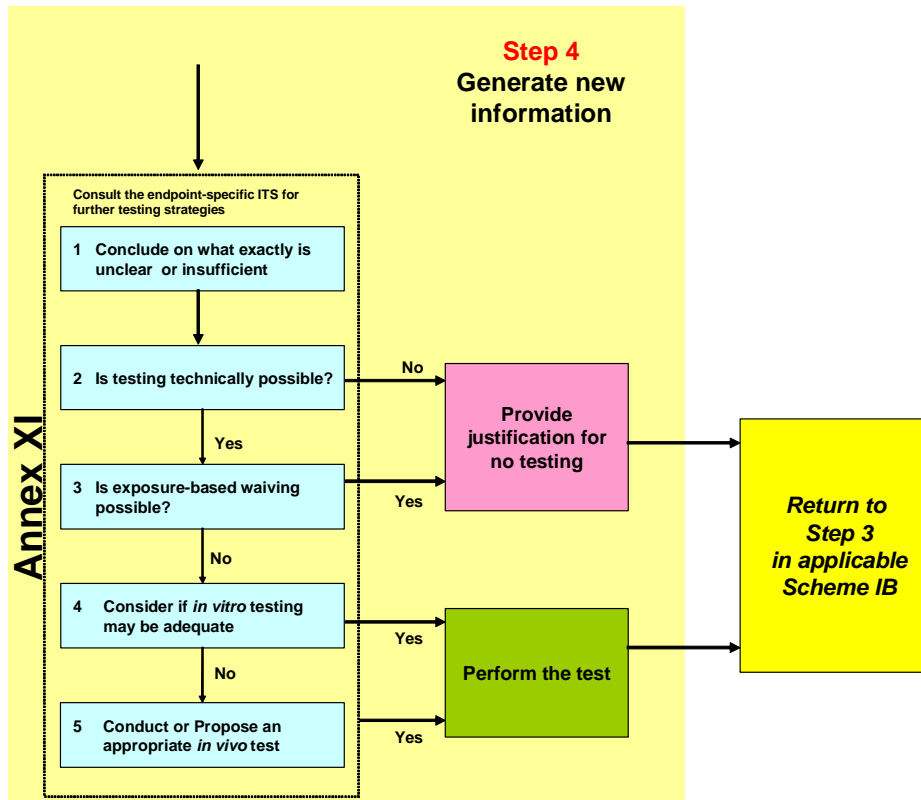 Step 4
Generate new
information
Annex XI
Consult the endpoint-specific ITS for
further testing strategies
1 Conclude on what exactly is
unclear or insufficient
2 Is testing technically possible?
No
Provide
justification for
no testing
Yes
3 Is exposure-based waiving
possible?
Yes
Return to
Step 3
in applicable
Scheme IB
No
4 Consider if in vitro testing
may be adequate
Yes
Perform the test
No
5 Conduct or Propose an
appropriate in vivo test
Yes